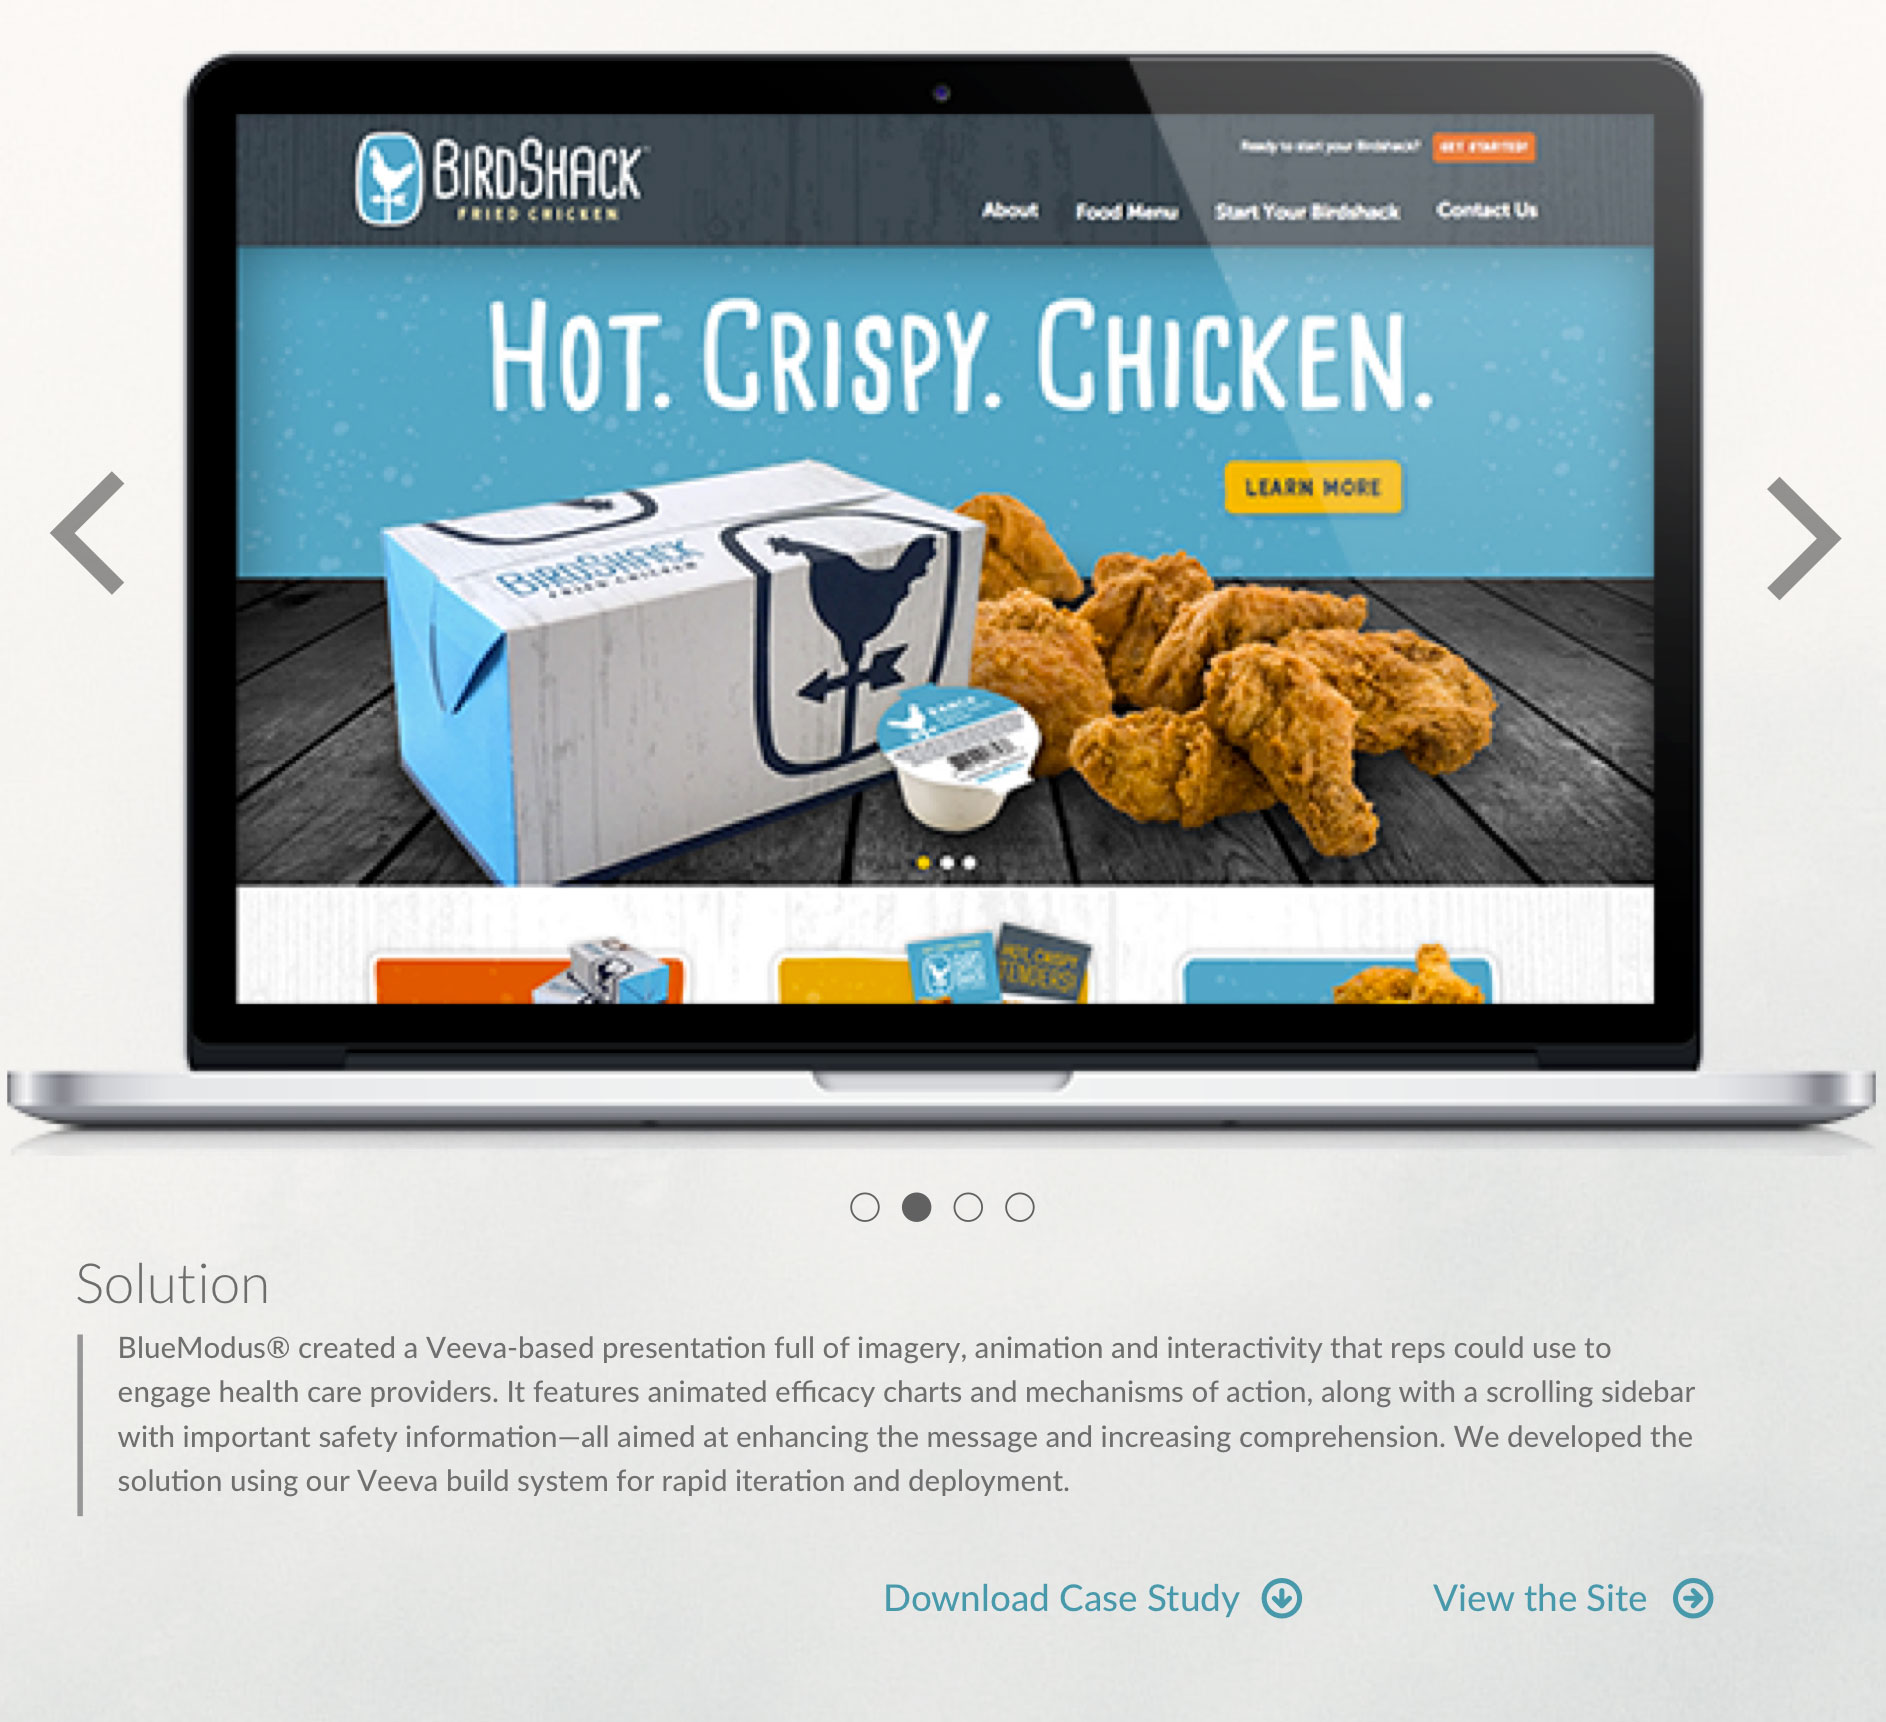 BIRDSHACK
FRIED CHICKEN
Ready to start your Birdshack? GET STARTED!
About Food Menu Start Your Birdshack Contact Us
HOT. CRISPY. CHICKEN.
LEARN MORE
BIRDSHACK
FRIED CHICKEN
RANCH
HOT, CRISPY
TENDERS!
Solution
BlueModus® created a Veeva-based presentation full of imagery, animation and interactivity that reps could use to
engage health care providers. It features animated efficacy charts and mechanisms of action, along with a scrolling sidebar
with important safety information—all aimed at enhancing the message and increasing comprehension. We developed the
solution using our Veeva build system for rapid iteration and deployment.
Download Case Study View the Site